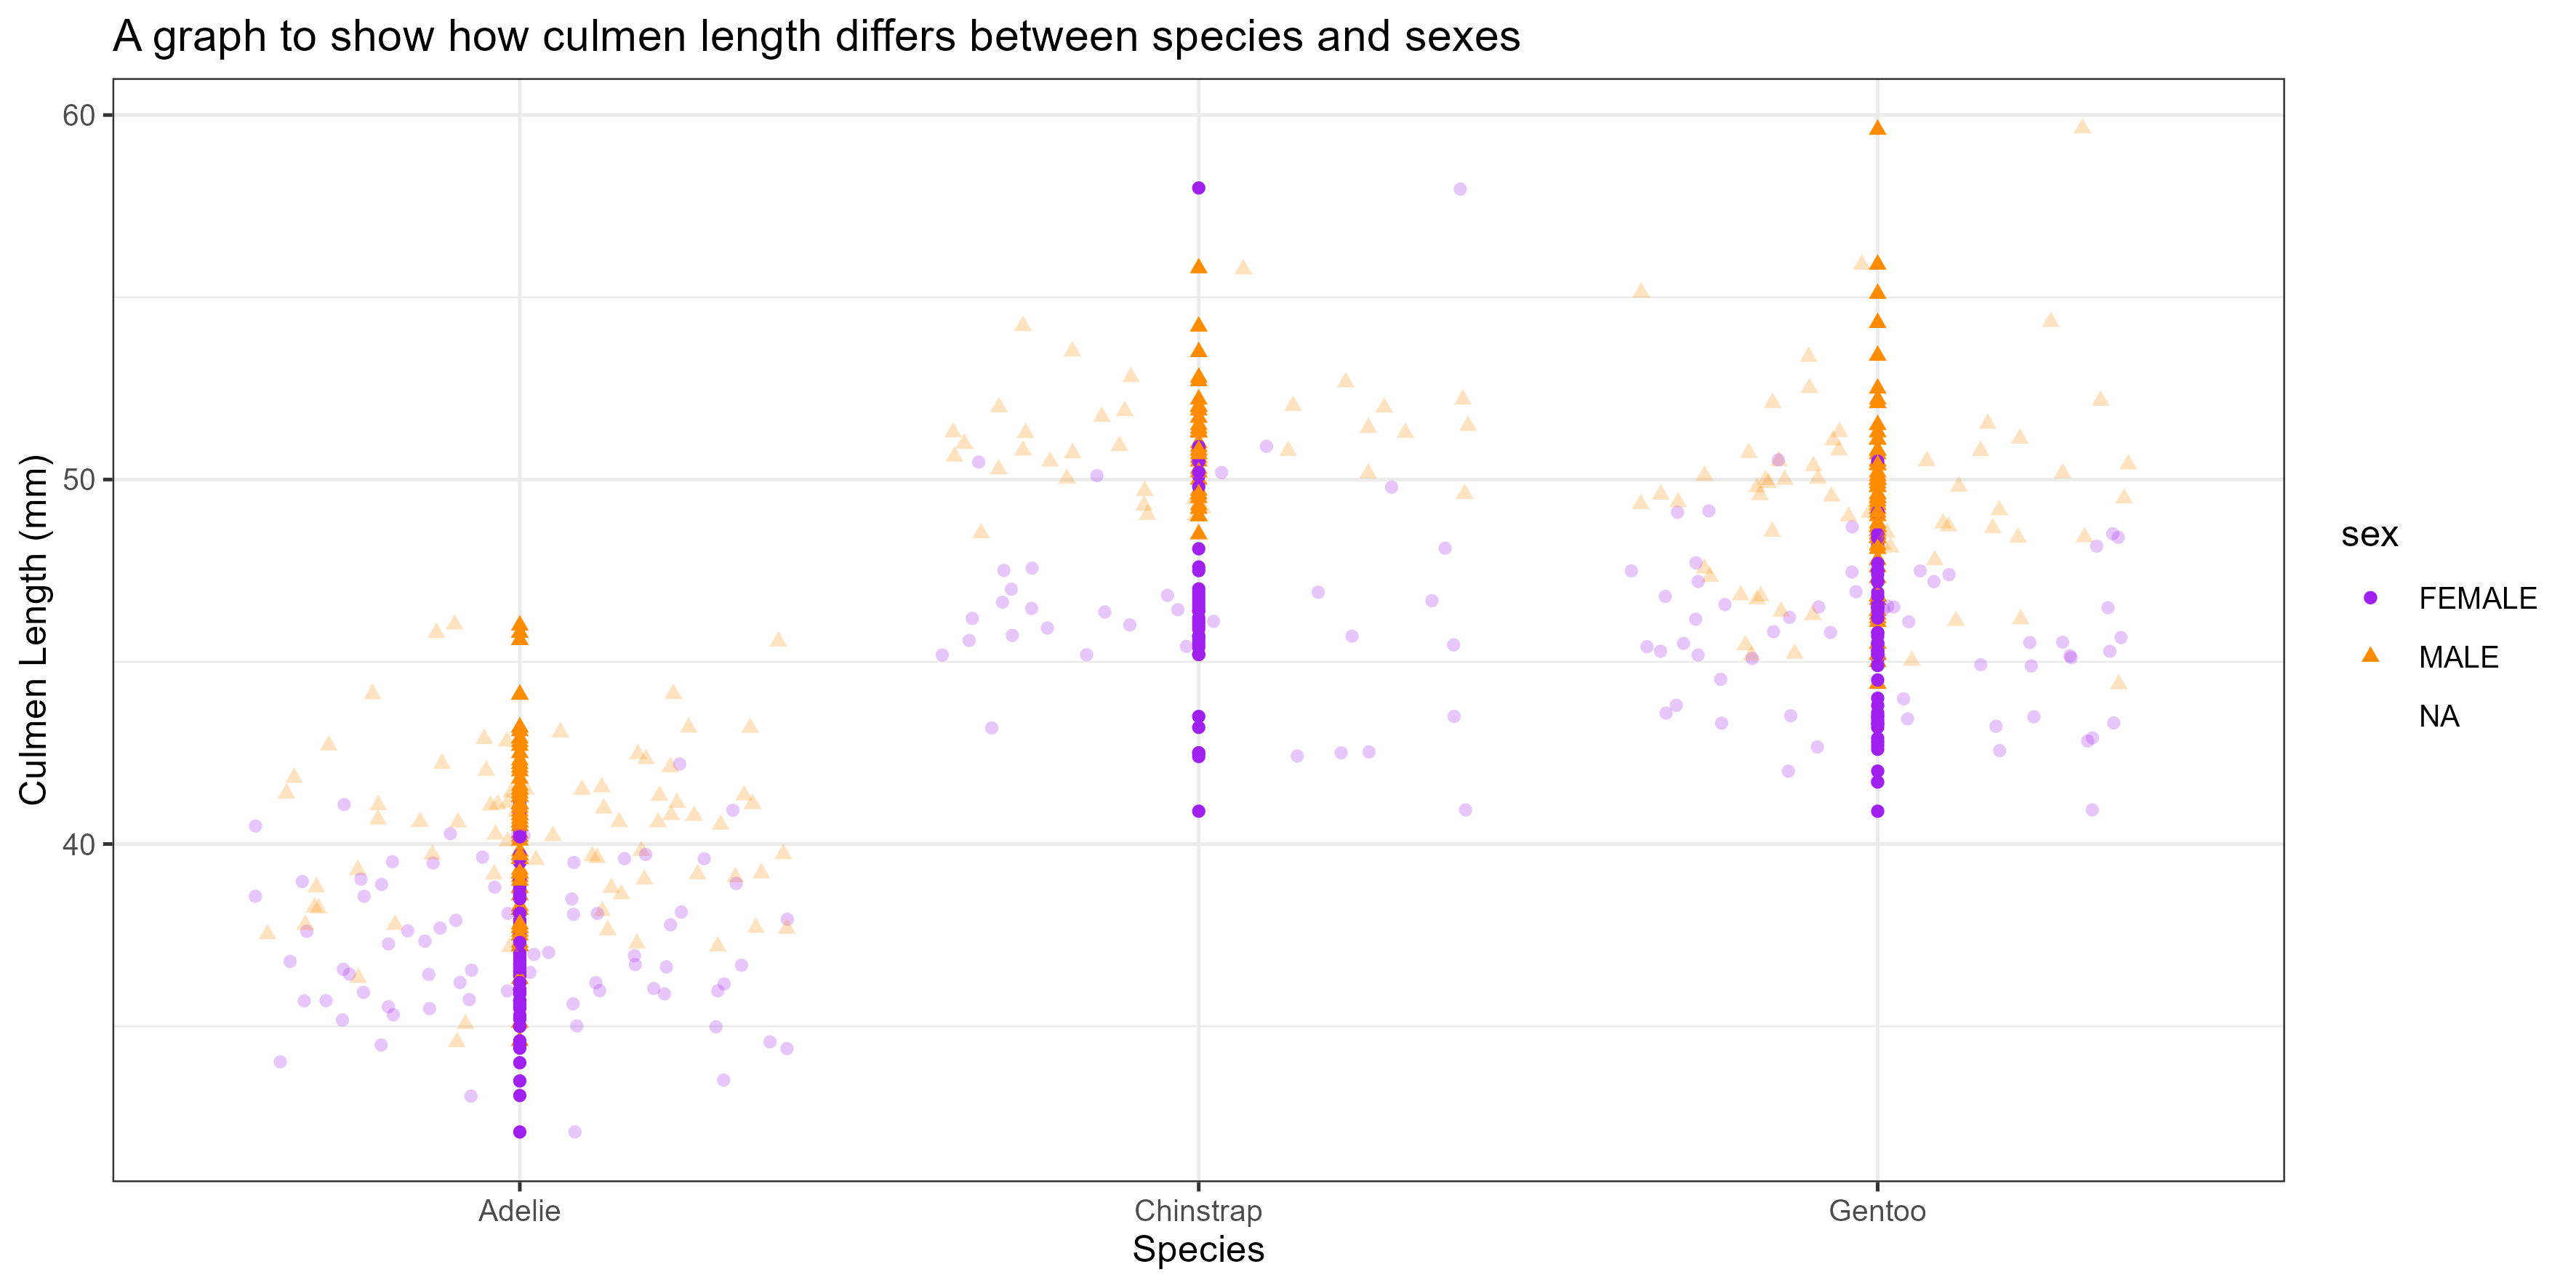 A graph to show how culmen length differs between species and sexes
Culmen Length (mm)
60
50
40
Adelie
Chinstrap
Gentoo
Species
sex
FEMALE
MALE
NA